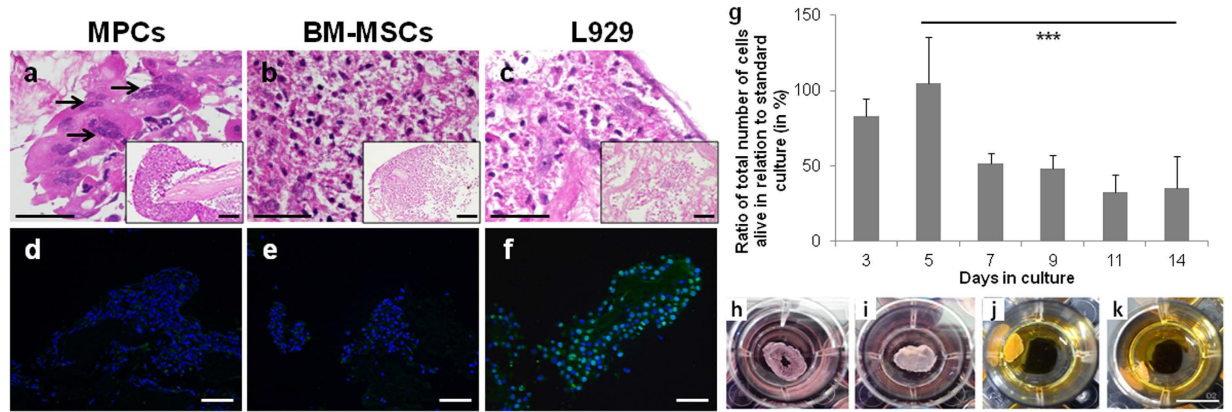 MPCs
BM-MSCs
L929
a
b
c
d
e
f
g
Ratio of total number of cells
alive in relation to standard
culture (in %)
150
100
50
0
***
3
5
7
9
11
14
Days in culture
h
i
j
k